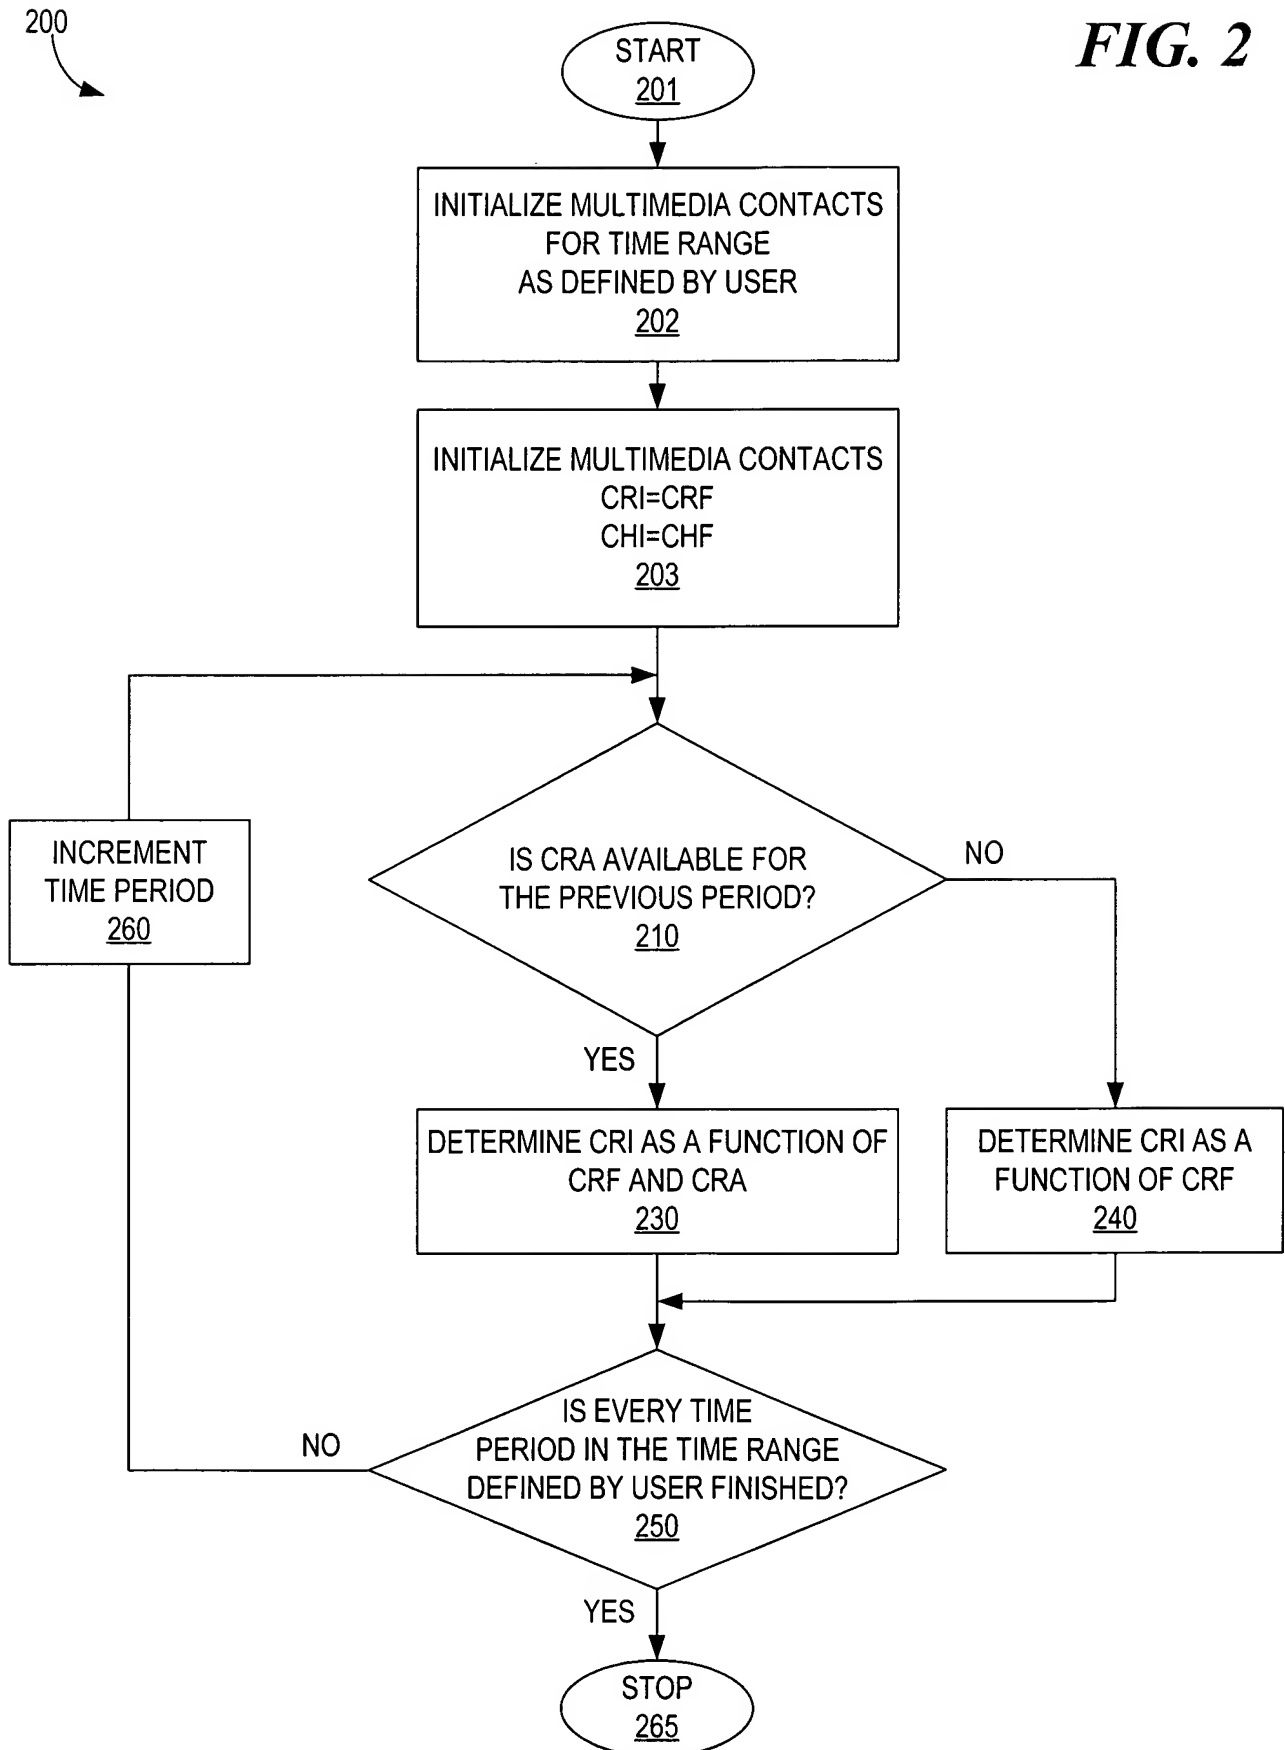 200
FIG. 2
START
201
INITIALIZE MULTIMEDIA CONTACTS
FOR TIME RANGE
AS DEFINED BY USER
202
INITIALIZE MULTIMEDIA CONTACTS
CRI=CRF
CHI=CHF
203
IS CRA AVAILABLE FOR
THE PREVIOUS PERIOD?
210
NO
YES
INCREMENT
TIME PERIOD
260
DETERMINE CRI AS A FUNCTION OF
CRF AND CRA
230
DETERMINE CRI AS A
FUNCTION OF CRF
240
IS EVERY TIME
PERIOD IN THE TIME RANGE
DEFINED BY USER FINISHED?
250
NO
YES
STOP
265